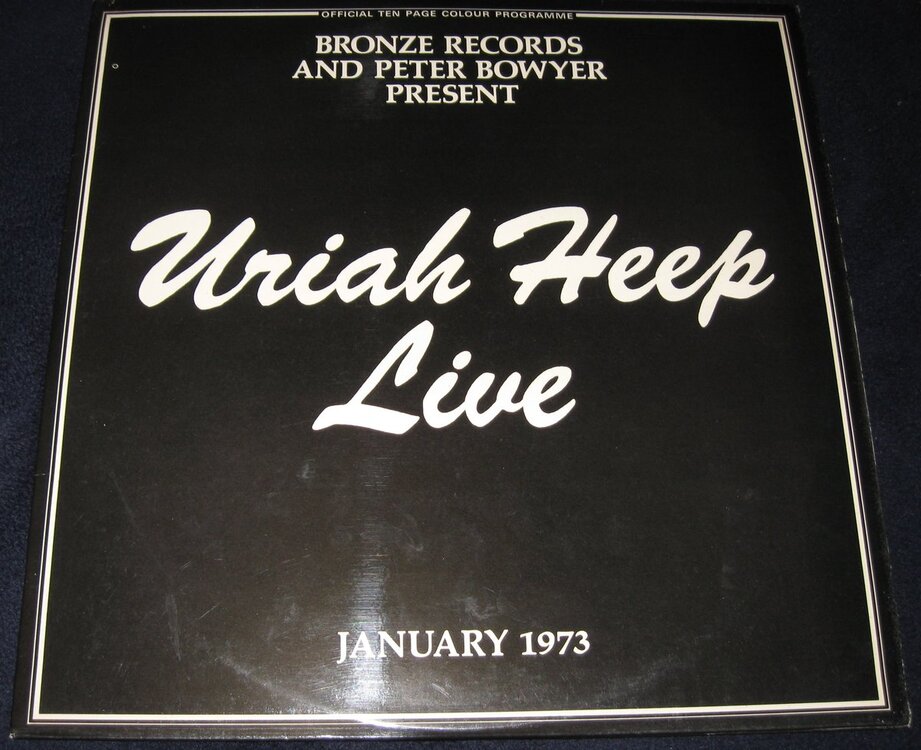 OFFICIAL TEN PAGE COLOUR PROGRAMME
BRONZE RECORDS
AND PETER BOWYER
PRESENT
Uriah Heep
Live
JANUARY 1973